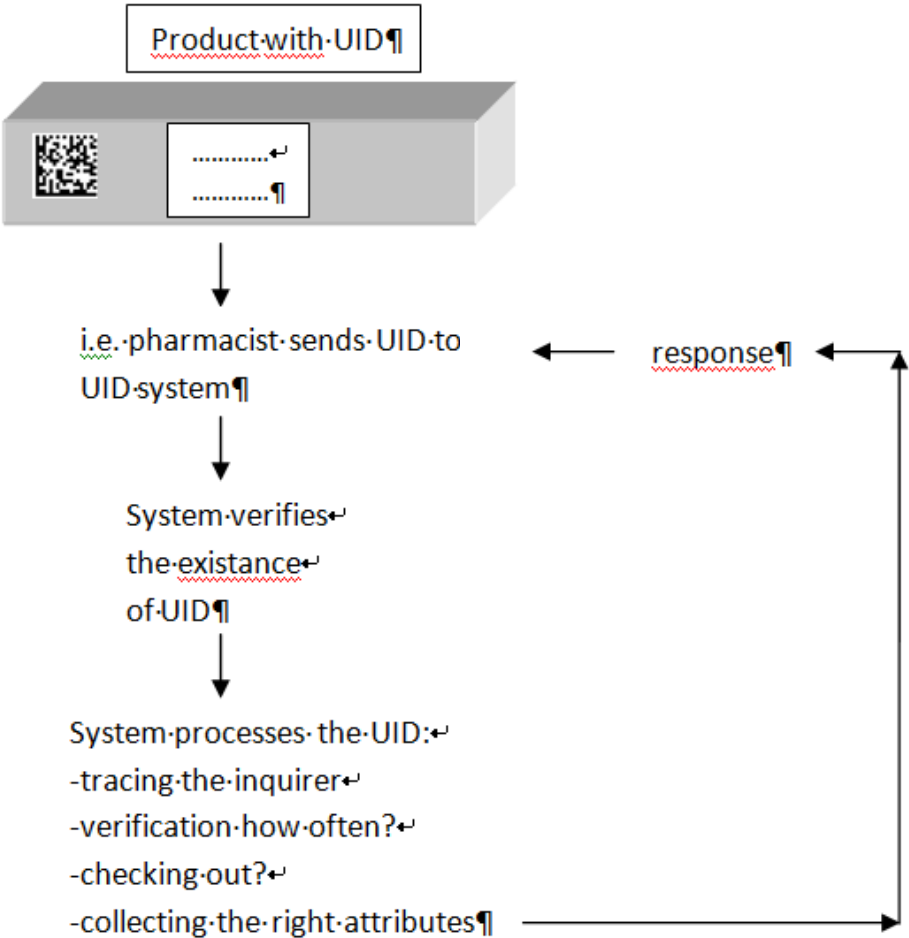 Product with UID¶
............↵
............¶
i.e. pharmacist sends UID to
UID system¶
response¶
System verifies↵
the existance↵
of UID¶
System processes the UID:↵
-tracing the inquirer↵
-verification how often?↵
-checking out?↵
-collecting the right attributes¶